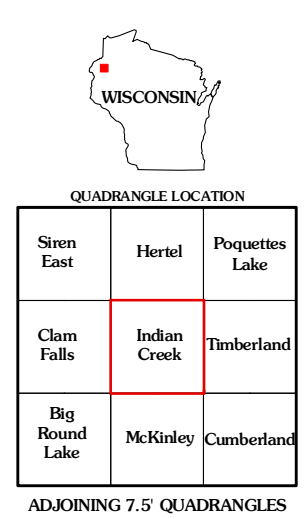 WISCONSIN
QUADRANGLE LOCATION
Siren
East
Hertel
Poquettes
Lake
Clam
Falls
Indian
Creek
Timberland
Big
Round
Lake
McKinley
Cumberland
ADJOINING 7.5' QUADRANGLES